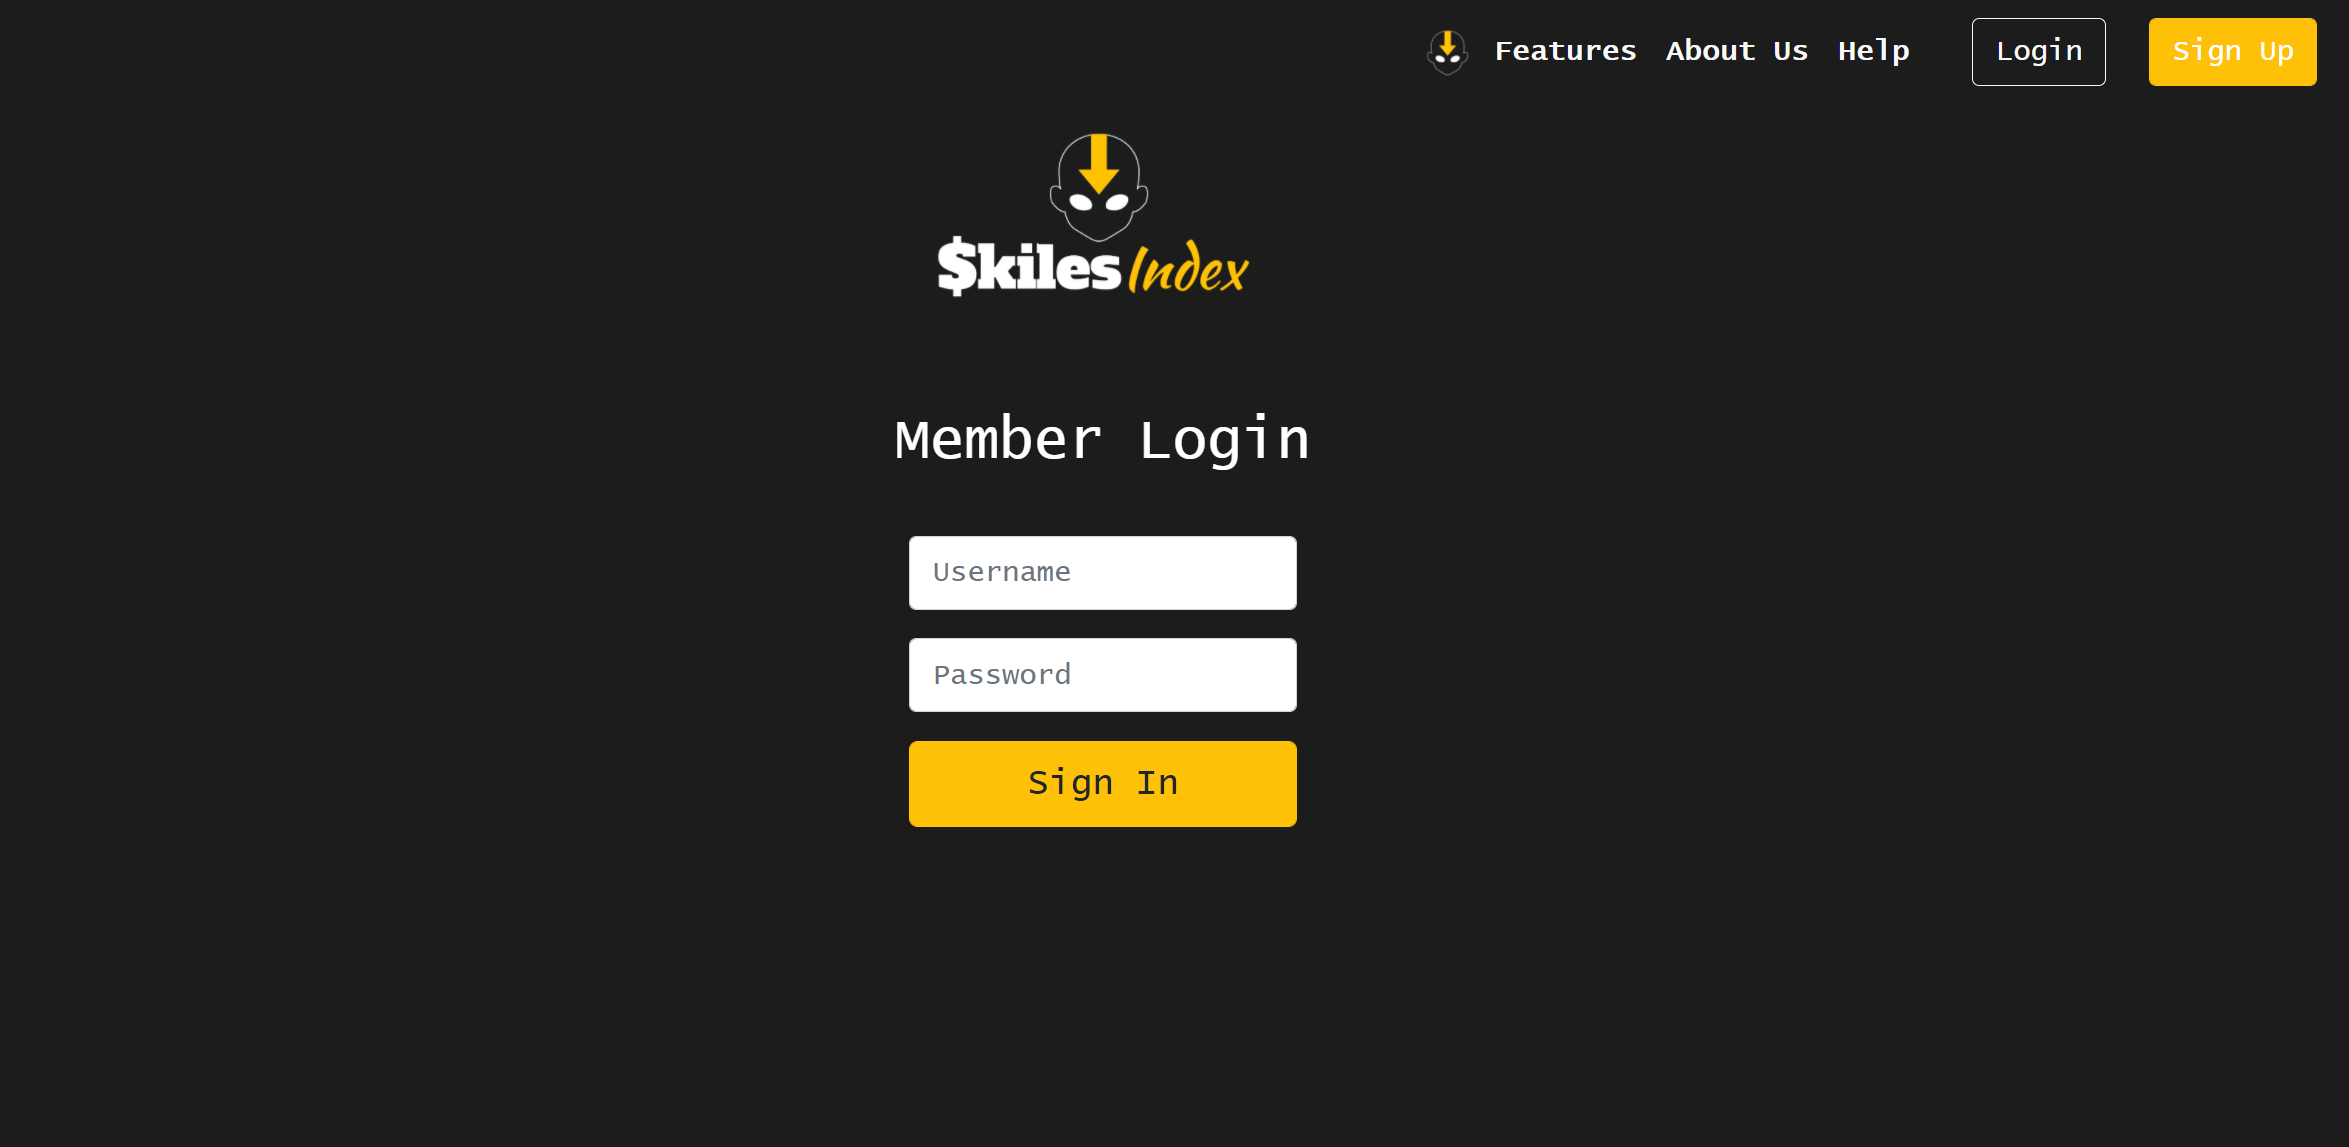 Features About Us Help Login Sign Up
$kiles Index
Member Login
Username
Password
Sign In